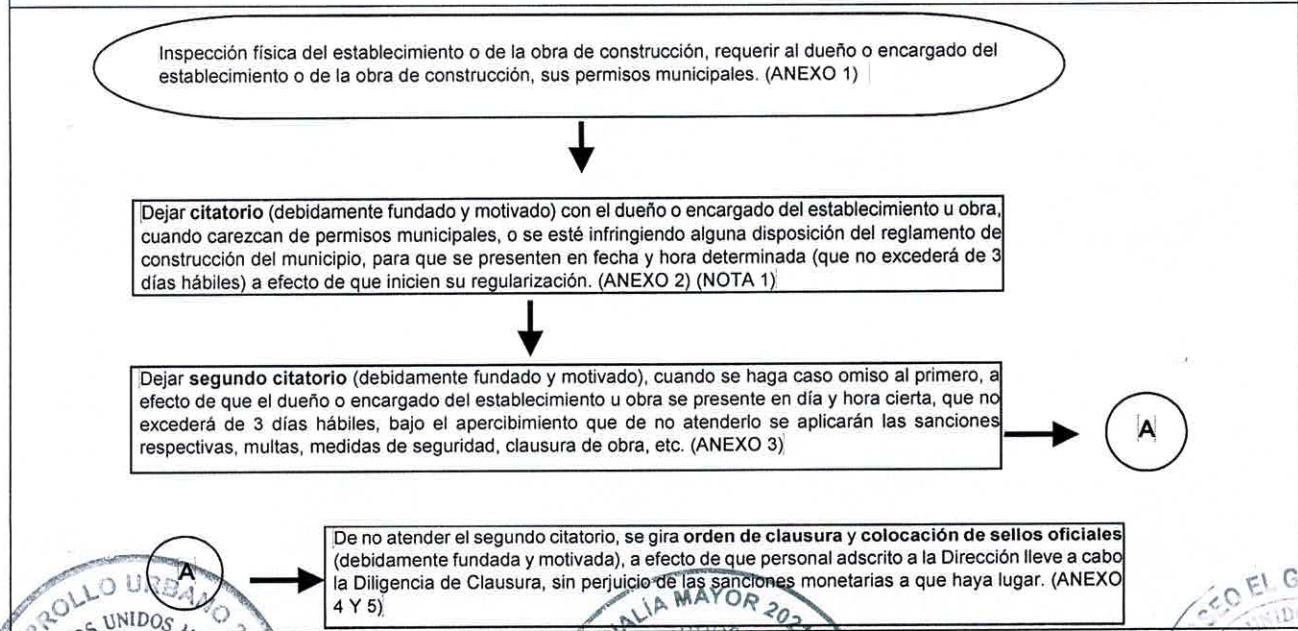 Inspección física del establecimiento o de la obra de construcción, requerir al dueño o encargado del
establecimiento o de la obra de construcción, sus permisos municipales. (ANEXO 1)
Dejar citatorio (debidamente fundado y motivado) con el dueño o encargado del establecimiento u obra,
cuando carezcan de permisos municipales, o se esté infringiendo alguna disposición del reglamento de
construcción del municipio, para que se presenten en fecha y hora determinada (que no excederá de 3
días hábiles) a efecto de que inicien su regularización. (ANEXO 2) (NOTA 1)
Dejar segundo citatorio (debidamente fundado y motivado), cuando se haga caso omiso al primero, a
efecto de que el dueño o encargado del establecimiento u obra se presente en día y hora cierta, que no
excederá de 3 días hábiles, bajo el apercibimiento que de no atenderlo se aplicarán las sanciones
respectivas, multas, medidas de seguridad, clausura de obra, etc. (ANEXO 3)
A
A
De no atender el segundo citatorio, se gira orden de clausura y colocación de sellos oficiales
(debidamente fundada y motivada), a efecto de que personal adscrito a la Dirección lleve a cabo
la Diligencia de Clausura, sin perjuicio de las sanciones monetarias a que haya lugar. (ANEXO
4 Y 5)
ROLLO URBANO 2
UNIDOS
ALÍA MAYOR 202
SEO EL G